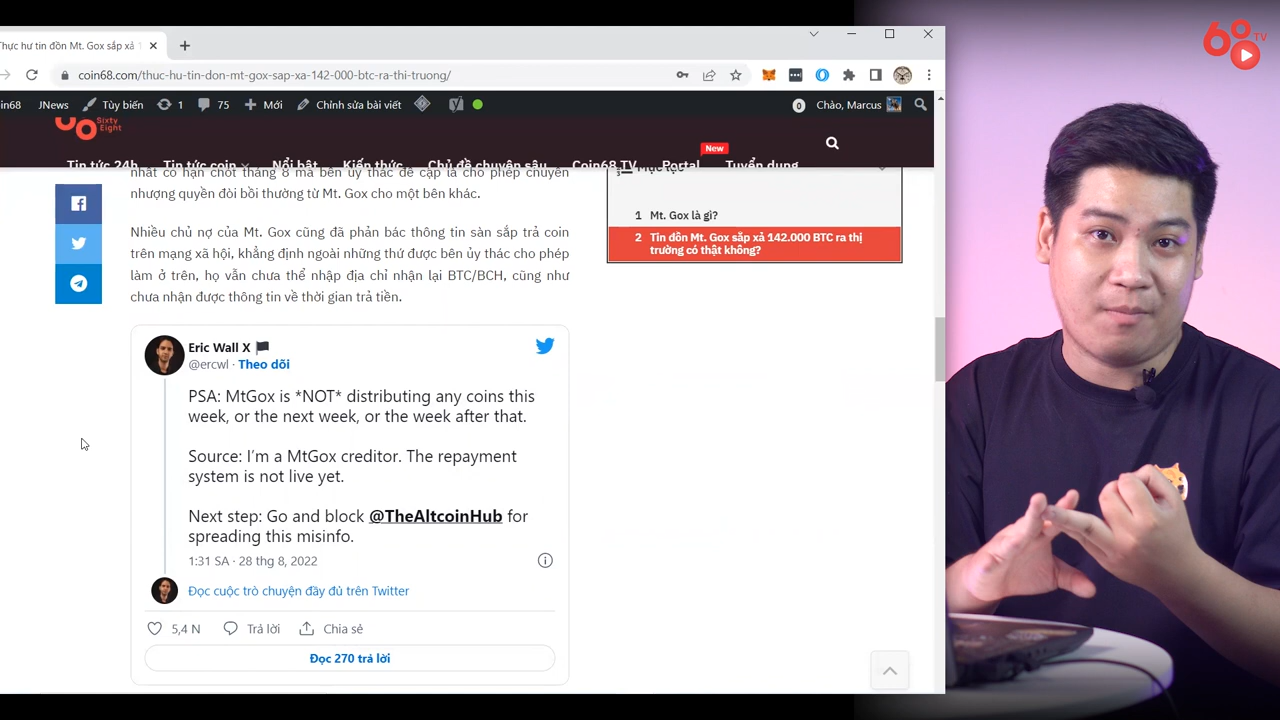 Thực hư tin đồn Mt. Gox sắp xả 1
coin68.com/thuc-hu-tin-don-mt-gox-sap-xa-142-000-btc-ra-thi-truong/
in68 JNews Tùy biến 1 75 Mới Chỉnh sửa bài viết 0 Chào, Marcus
Sixty
Eight
Tin tức 24h Tin tức coin Nổi bật Kiến thức Chủ đề chuyên sâu Coin68 TV Portal New Tuyển dụng
nhất có hạn chót tháng 8 mà bên ủy thác đề cập là cho phép chuyển
nhượng quyền đòi bồi thường từ Mt. Gox cho một bên khác.
Nhiều chủ nợ của Mt. Gox cũng đã phản bác thông tin sàn sắp trả coin
trên mạng xã hội, khẳng định ngoài những thứ được bên ủy thác cho phép
làm ở trên, họ vẫn chưa thể nhập địa chỉ nhận lại BTC/BCH, cũng như
chưa nhận được thông tin về thời gian trả tiền.
Mục lục
1 Mt. Gox là gì?
2 Tin đồn Mt. Gox sắp xả 142.000 BTC ra thị
trường có thật không?
Eric Wall X
@ercwl · Theo dõi
PSA: MtGox is *NOT* distributing any coins this
week, or the next week, or the week after that.
Source: I'm a MtGox creditor. The repayment
system is not live yet.
Next step: Go and block @TheAltcoinHub for
spreading this misinfo.
1:31 SA · 28 thg 8, 2022
Đọc cuộc trò chuyện đầy đủ trên Twitter
5,4 N Trả lời Chia sẻ
Đọc 270 trả lời
68 TV